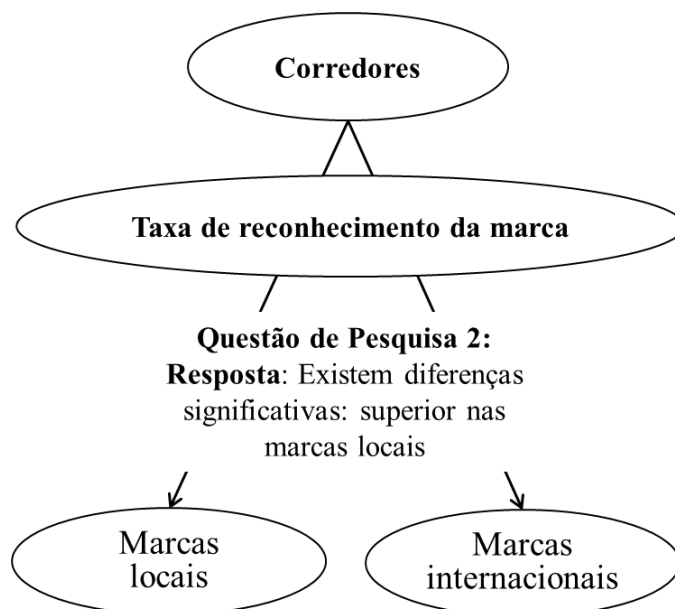 Corredores
Taxa de reconhecimento da marca
Questão de Pesquisa 2:
Resposta: Existem diferenças
significativas: superior nas
marcas locais
Marcas
locais
Marcas
internacionais